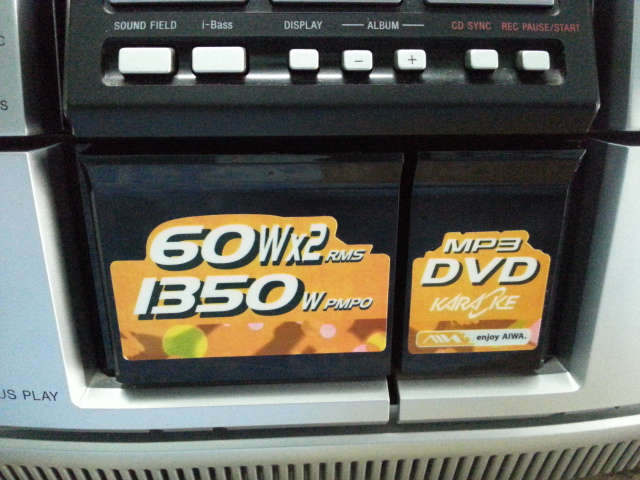 C
SOUND FIELD i-Bass DISPLAY ALBUM CD SYNC REC PAUSE/START
- +
S
60Wx2 RMS
1350W PMPO
MP3
DVD
KARAOKE
AIWA enjoy AIWA.
US PLAY